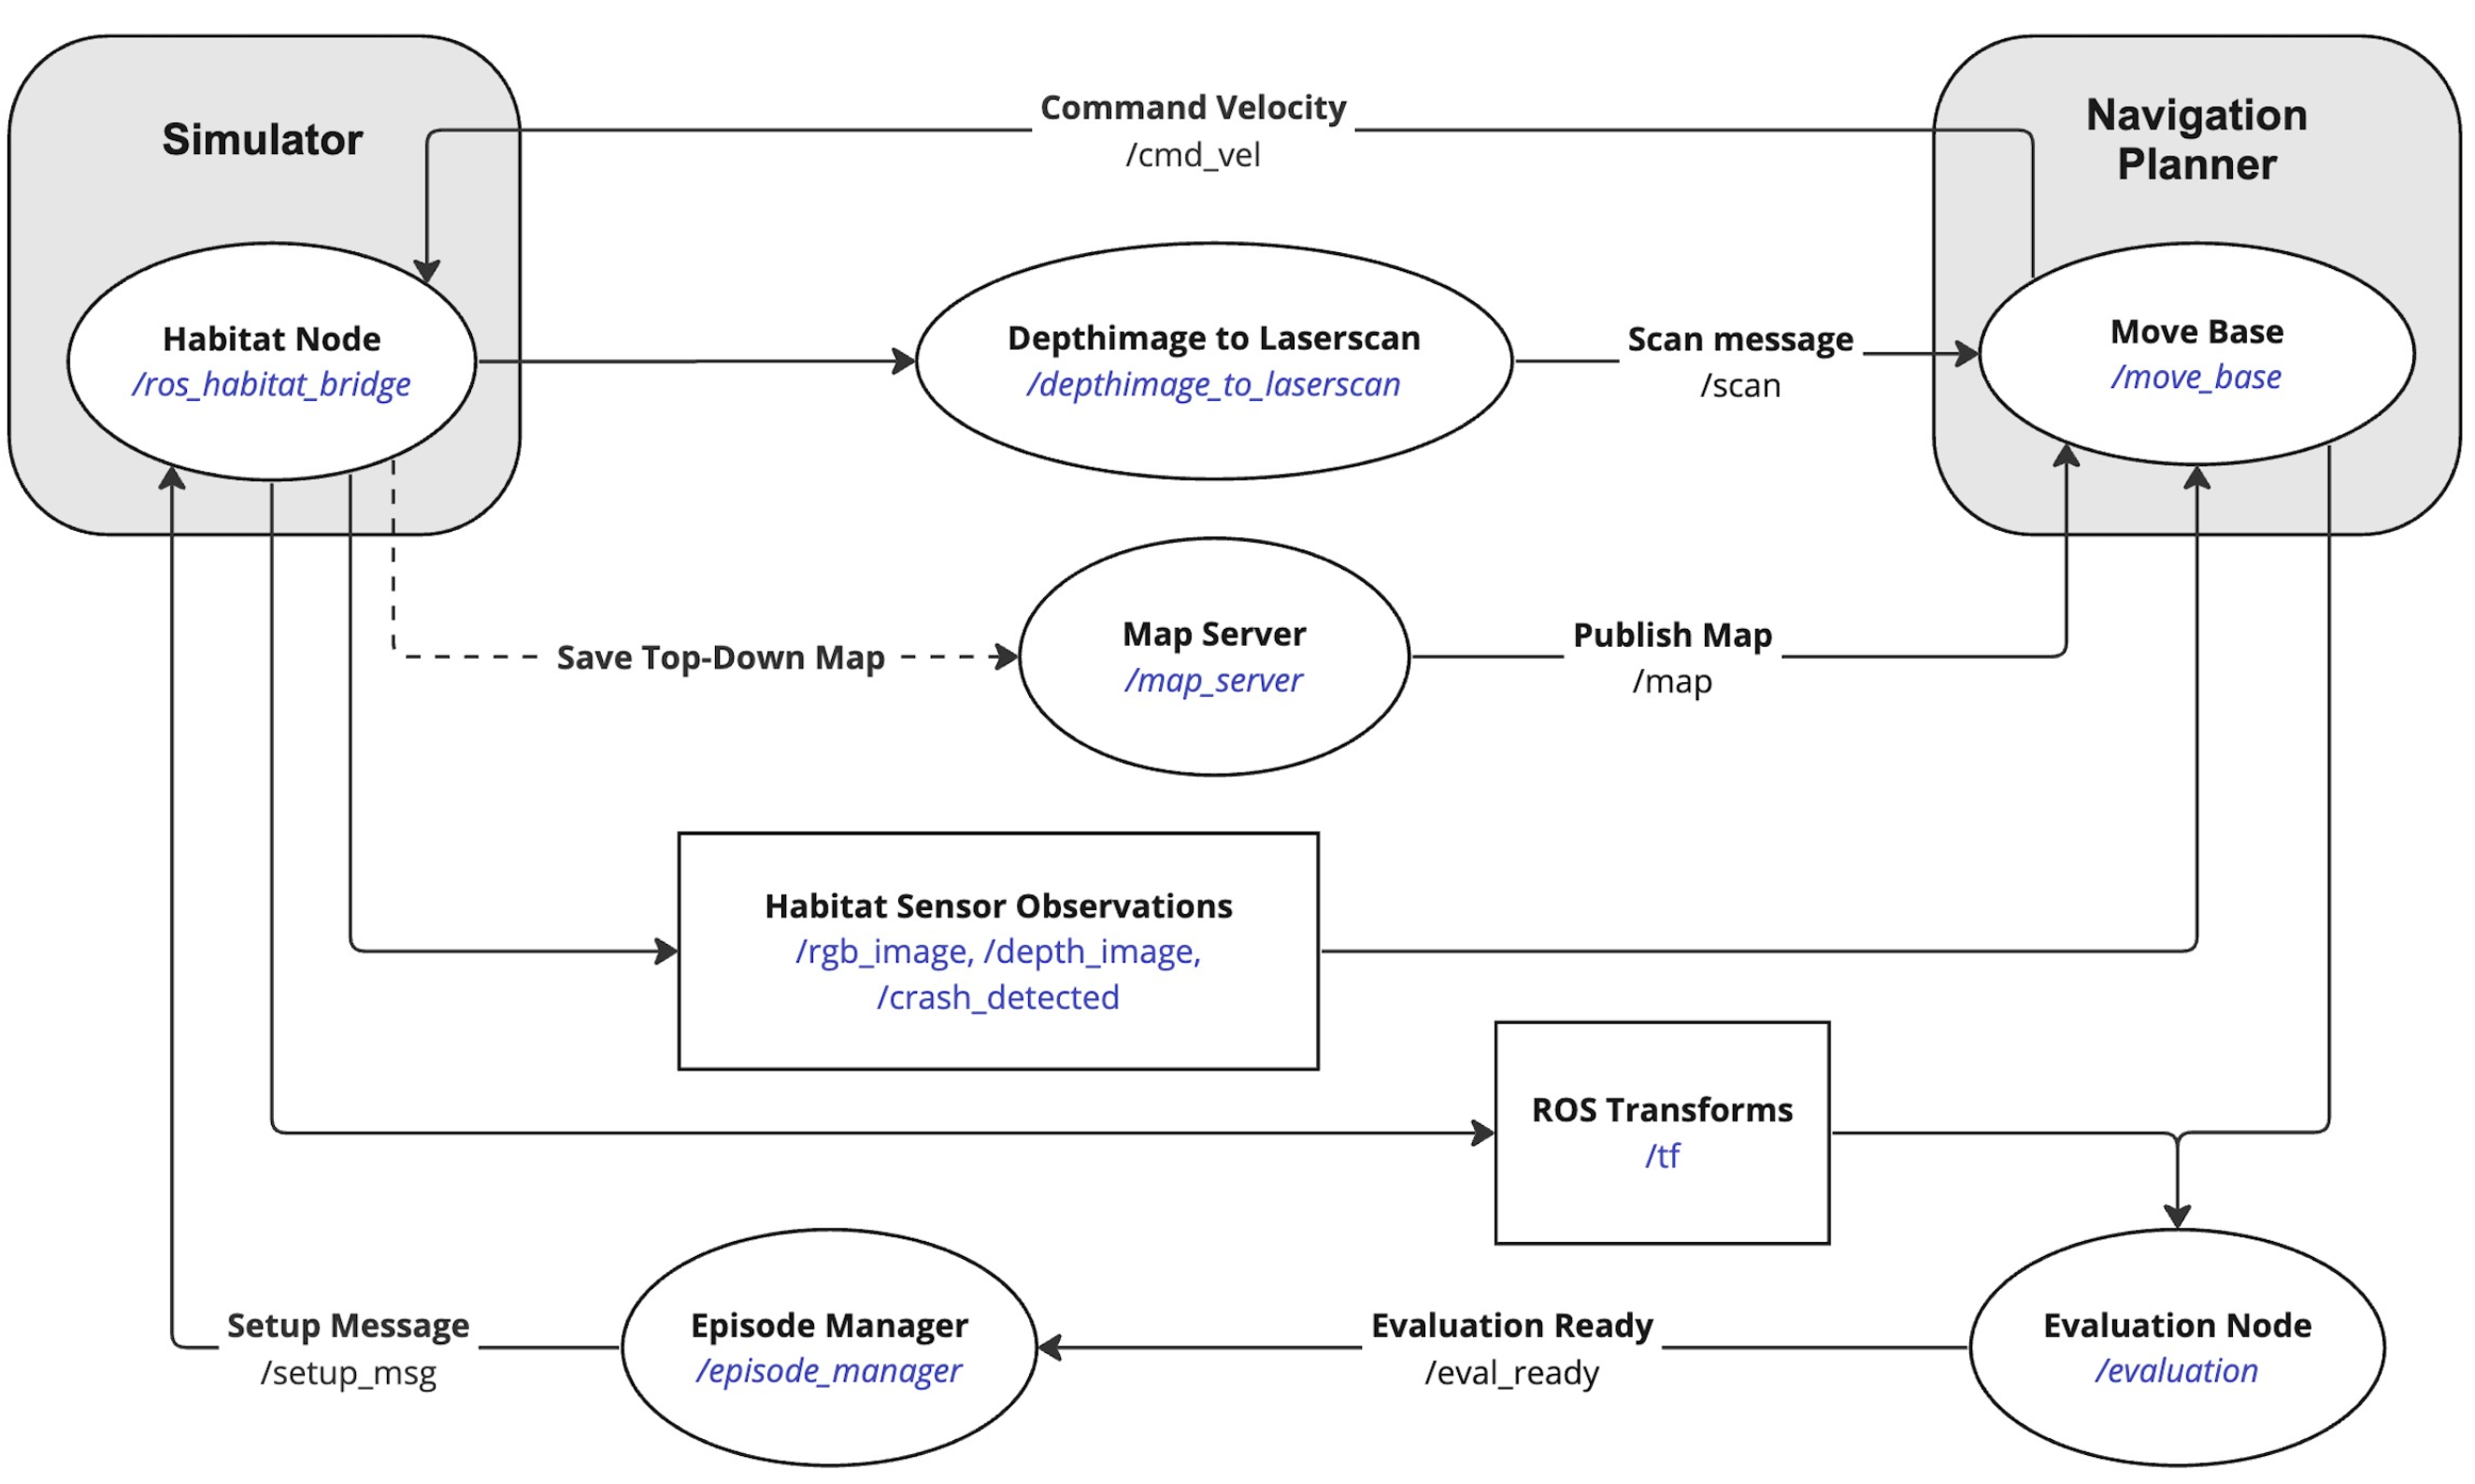 Simulator
Command Velocity
/cmd_vel
Navigation
Planner
Habitat Node
/ros_habitat_bridge
Depthimage to Laserscan
/depthimage_to_laserscan
Scan message
/scan
Move Base
/move_base
Save Top-Down Map
Map Server
/map_server
Publish Map
/map
Habitat Sensor Observations
/rgb_image, /depth_image,
/crash_detected
ROS Transforms
/tf
Setup Message
/setup_msg
Episode Manager
/episode_manager
Evaluation Ready
/eval_ready
Evaluation Node
/evaluation